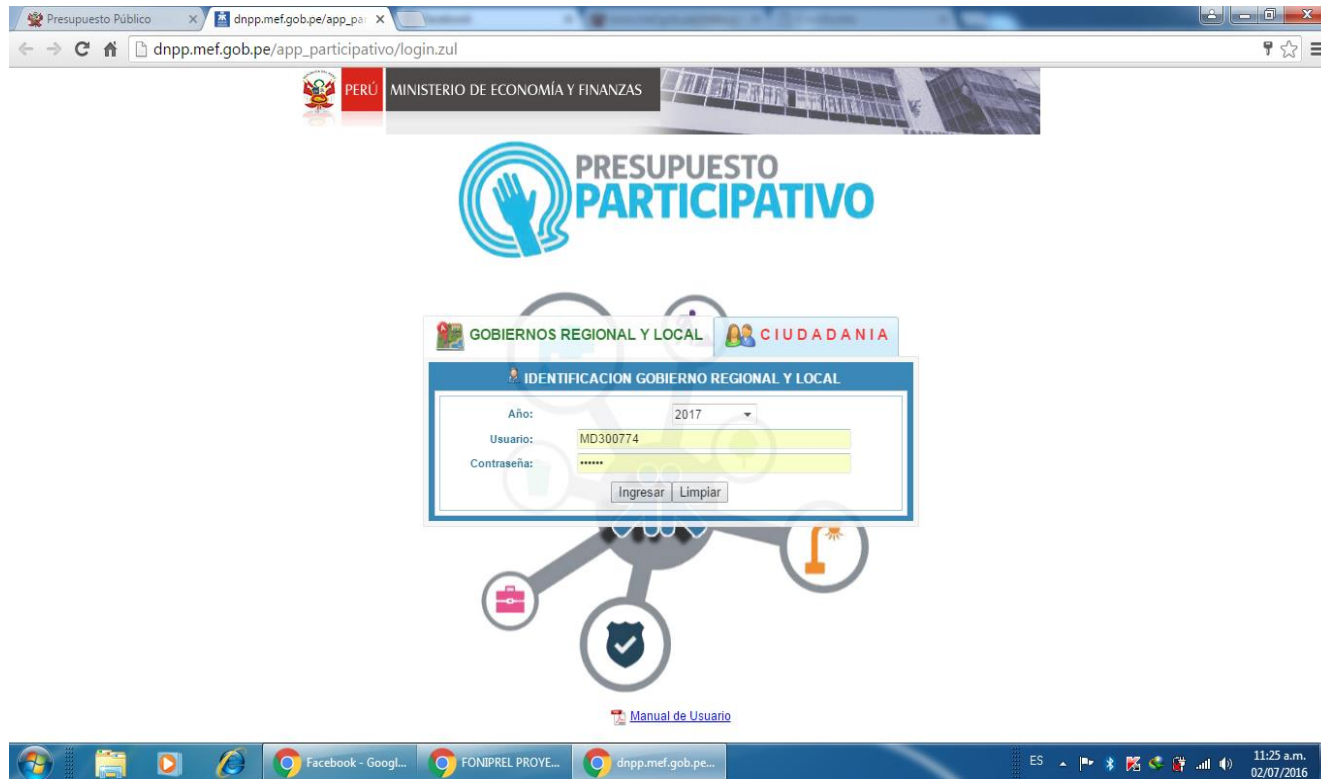 Presupuesto Público
dnpp.mef.gob.pe/app_pa
dnpp.mef.gob.pe/app_participativo/login.zul
PERÚ MINISTERIO DE ECONOMÍA Y FINANZAS
PRESUPUESTO
PARTICIPATIVO
GOBIERNOS REGIONAL Y LOCAL
CIUDADANIA
IDENTIFICACION GOBIERNO REGIONAL Y LOCAL
Año: 2017
Usuario: MD300774
Contraseña: ••••••
Ingresar Limpiar
Manual de Usuario
Facebook - Googl... FONIPREL PROYE... dnpp.mef.gob.pe... ES 11:25 a.m.
02/07/2016